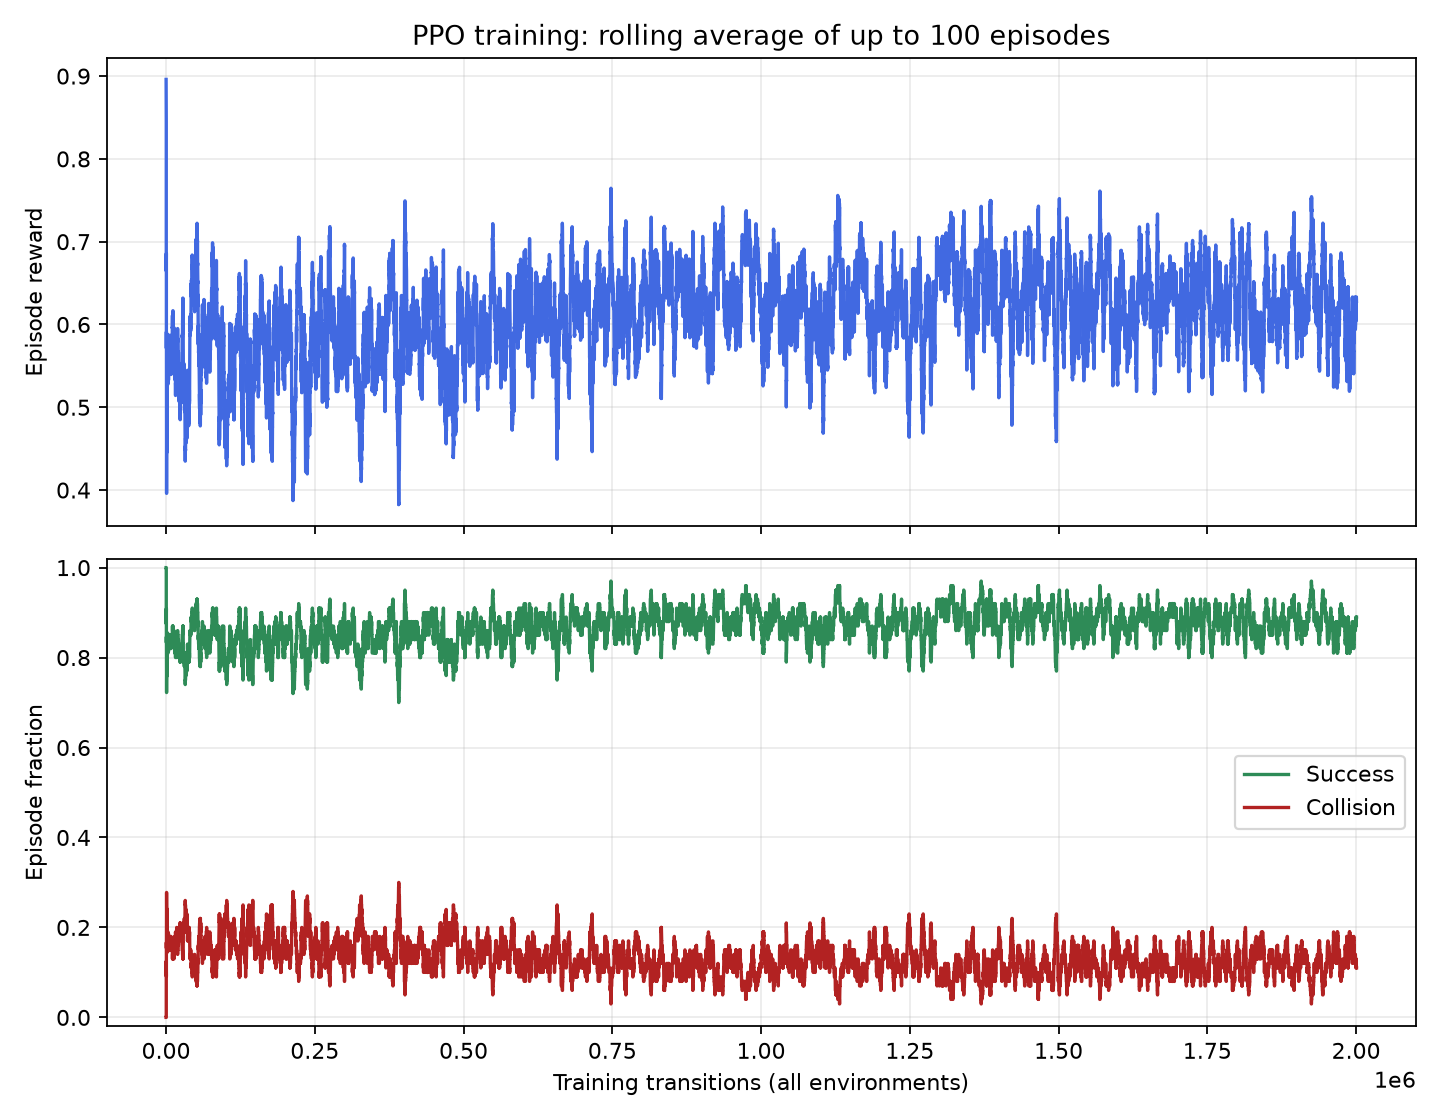 PPO training: rolling average of up to 100 episodes
0.9
0.8
0.7
0.6
0.5
0.4
Episode reward
1.0
0.8
0.6
0.4
0.2
0.0
Episode fraction
Success
Collision
0.00 0.25 0.50 0.75 1.00 1.25 1.50 1.75 2.00
1e6
Training transitions (all environments)